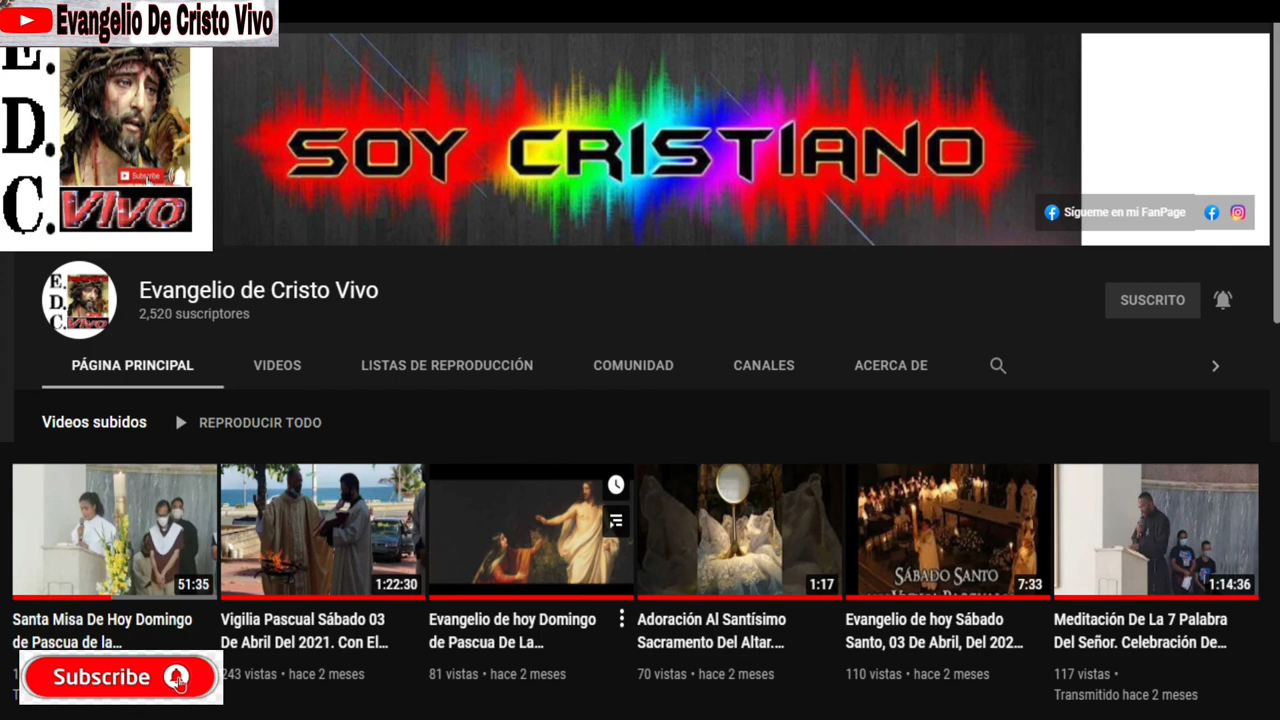 Evangelio De Cristo Vivo
E.
D.
C.
Subscribe
Vivo
SOY CRISTIANO
Sígueme en mi FanPage
E.
D.
C.
Vivo
Evangelio de Cristo Vivo
2,520 suscriptores
SUSCRITO
PÁGINA PRINCIPAL
VIDEOS
LISTAS DE REPRODUCCIÓN
COMUNIDAD
CANALES
ACERCA DE
Videos subidos
REPRODUCIR TODO
51:35
1:22:30
1:17
SÁBADO SANTO
7:33
1:14:36
Santa Misa De Hoy Domingo
de Pascua de la...
Vigilia Pascual Sábado 03
De Abril Del 2021. Con El...
243 vistas • hace 2 meses
Evangelio de hoy Domingo
de Pascua De La...
81 vistas • hace 2 meses
Adoración Al Santísimo
Sacramento Del Altar....
70 vistas • hace 2 meses
Evangelio de hoy Sábado
Santo, 03 De Abril, Del 202...
110 vistas • hace 2 meses
Meditación De La 7 Palabra
Del Señor. Celebración De...
117 vistas •
Transmitido hace 2 meses
Subscribe